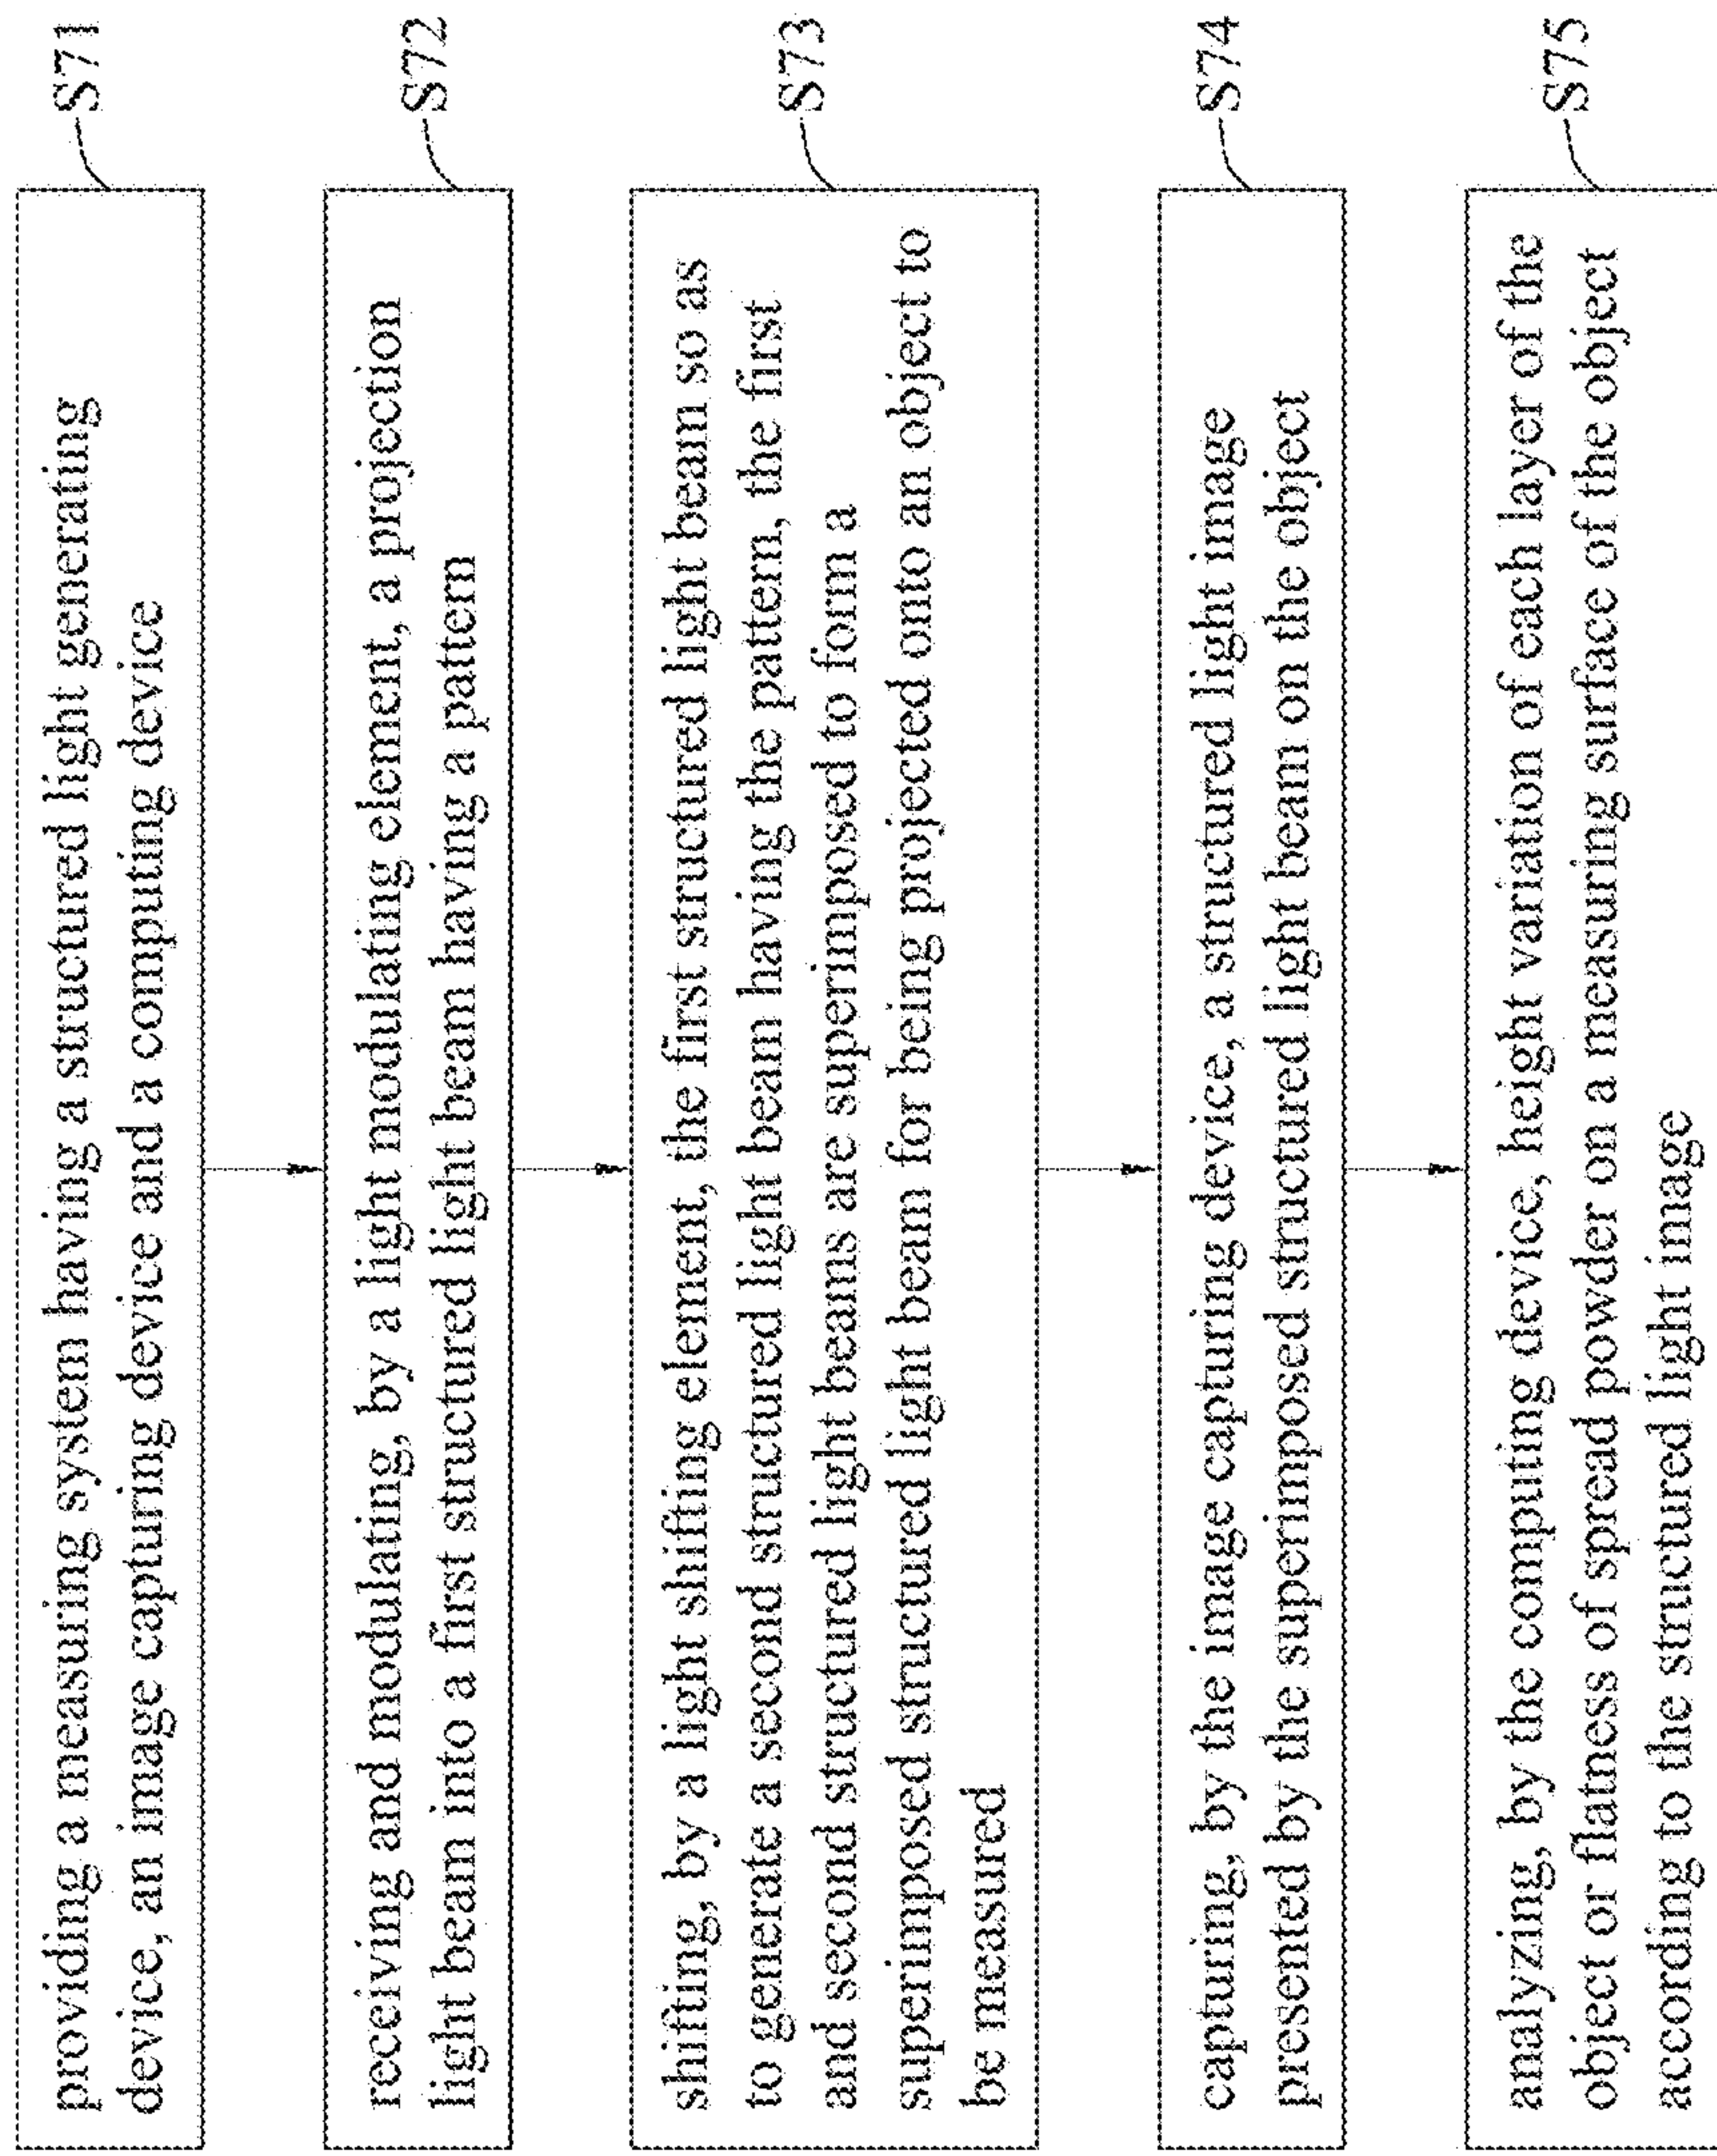 providing a measuring system having a structured light generating
device, an image capturing device and a computing device
S71
receiving and modulating, by a light modulating element, a projection
light beam into a first structured light beam having a pattern
S72
shifting, by a light shifting element, the first structured light beam so as
to generate a second structured light beam having the pattern, the first
and second structured light beams are superimposed to form a
superimposed structured light beam for being projected onto an object to
be measured
S73
capturing, by the image capturing device, a structured light image
presented by the superimposed structured light beam on the object
S74
analyzing, by the computing device, height variation of each layer of the
object or flatness of spread powder on a measuring surface of the object
according to the structured light image
S75